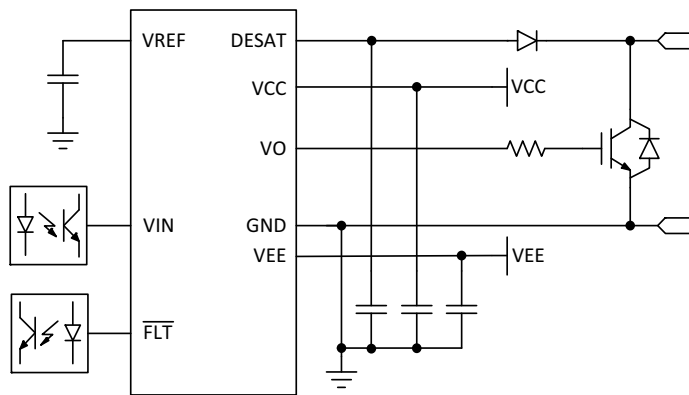 VREF
DESAT
VCC
VCC
VO
VIN
GND
VEE
VEE
FLT